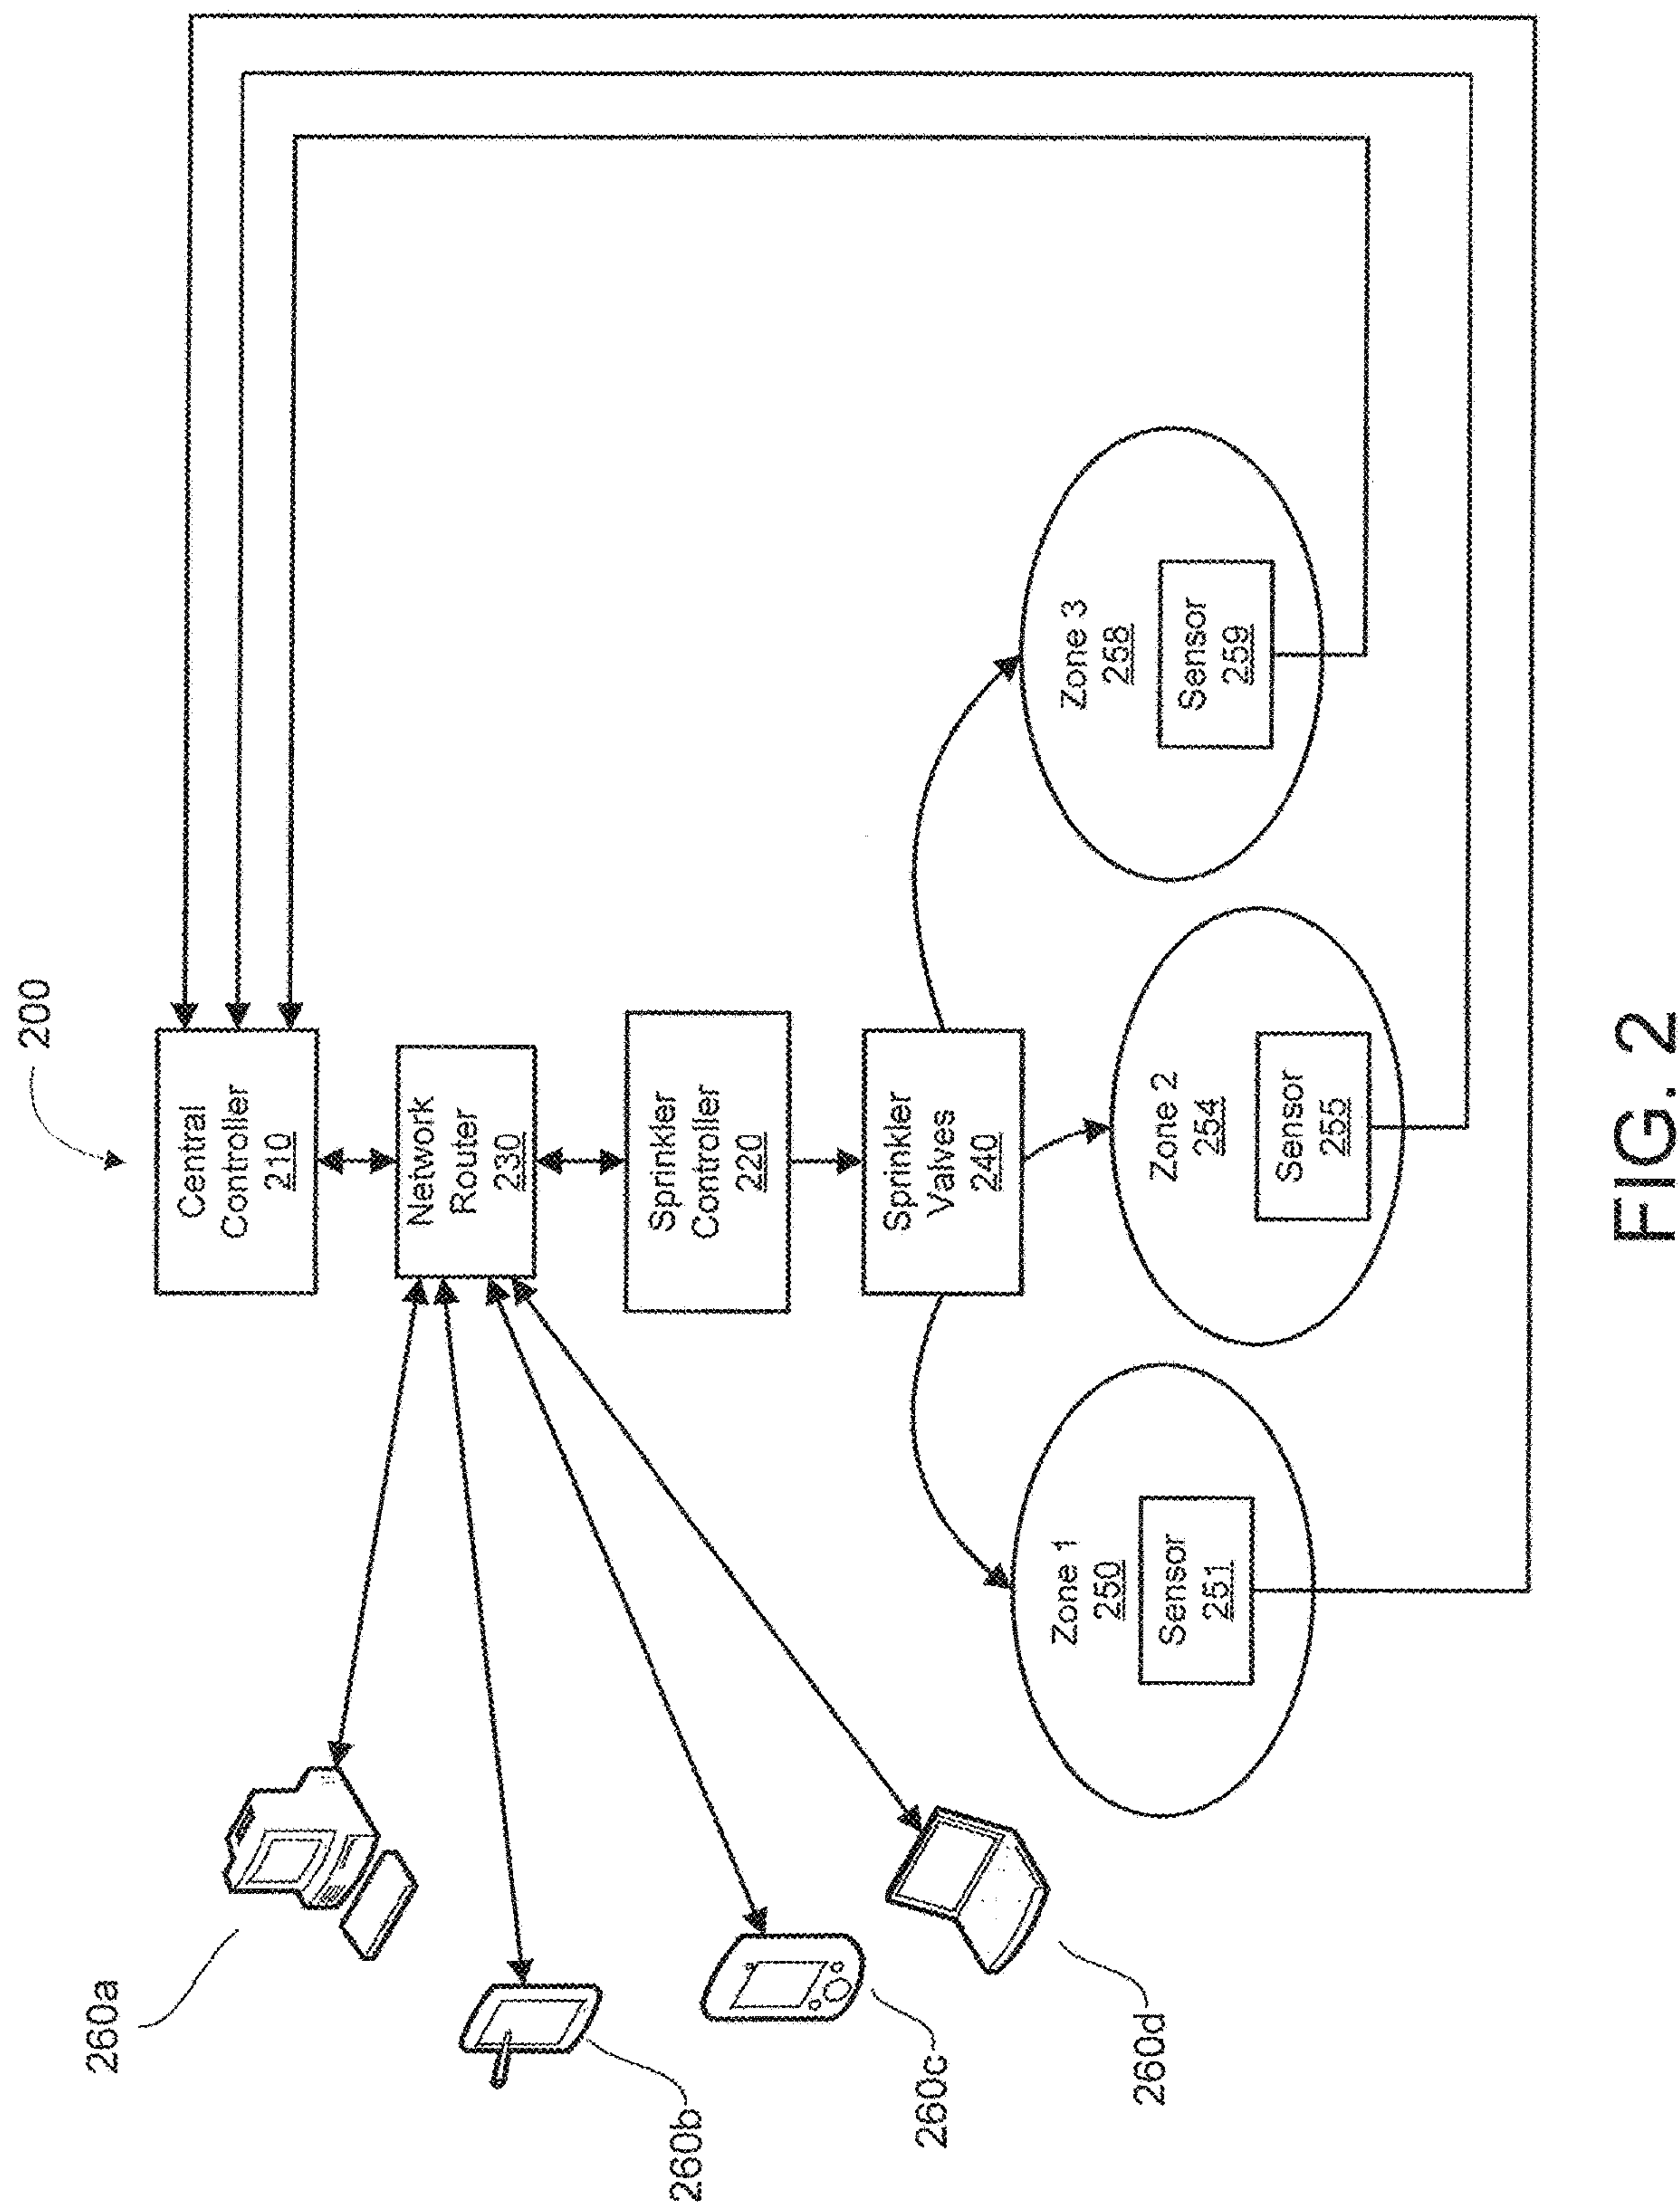 200
Central
Controller
210
Network
Router
230
Sprinkler
Controller
220
Sprinkler
Valves
240
260a
260b
260c
260d
Zone 1
250
Sensor
251
Zone 2
254
Sensor
255
Zone 3
258
Sensor
259
FIG. 2